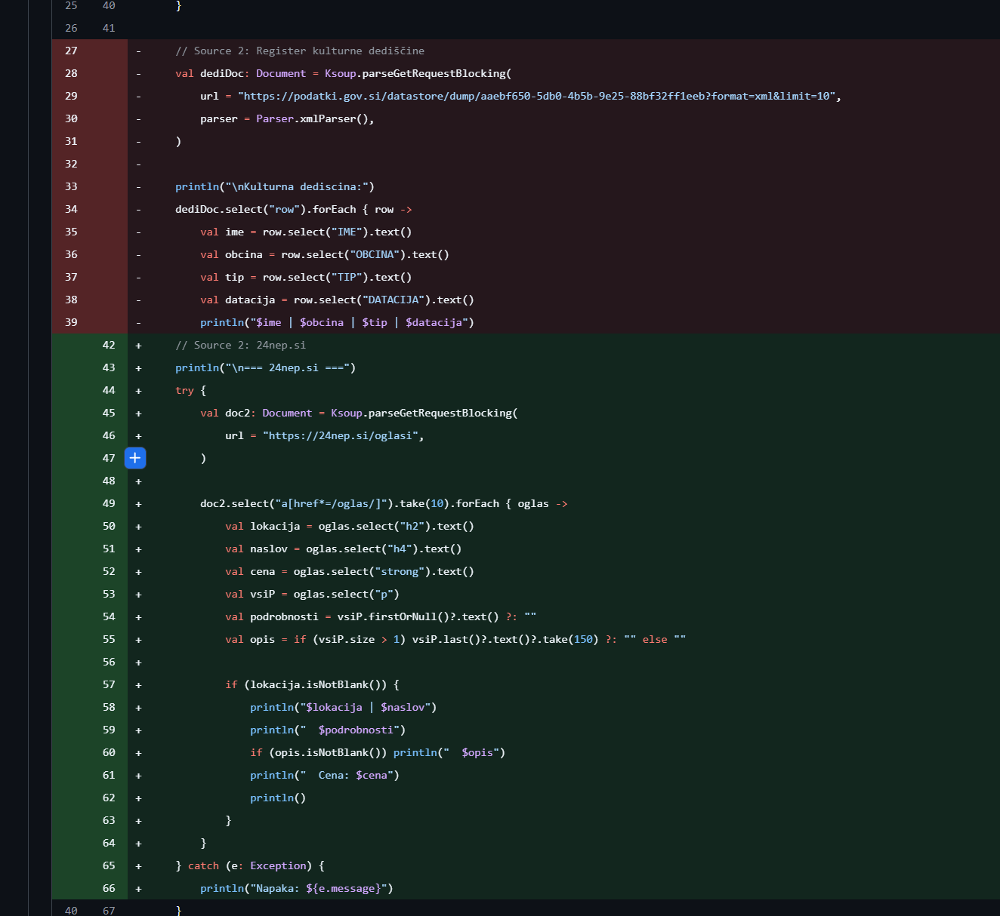 25 40 }
26 41
27 - // Source 2: Register kulturne dediščine
28 - val dediDoc: Document = Ksoup.parseGetRequestBlocking(
29 - url = "https://podatki.gov.si/datastore/dump/aaebf650-5db0-4b5b-9e25-88bf32ff1eeb?format=xml&limit=10",
30 - parser = Parser.xmlParser(),
31 - )
32 -
33 - println("\nKulturna dediscina:")
34 - dediDoc.select("row").forEach { row ->
35 - val ime = row.select("IME").text()
36 - val obcina = row.select("OBCINA").text()
37 - val tip = row.select("TIP").text()
38 - val datacija = row.select("DATACIJA").text()
39 - println("$ime | $obcina | $tip | $datacija")
42 + // Source 2: 24nep.si
43 + println("\n=== 24nep.si ===")
44 + try {
45 + val doc2: Document = Ksoup.parseGetRequestBlocking(
46 + url = "https://24nep.si/oglasi",
47 + )
48 +
49 + doc2.select("a[href*=/oglas/]").take(10).forEach { oglas ->
50 + val lokacija = oglas.select("h2").text()
51 + val naslov = oglas.select("h4").text()
52 + val cena = oglas.select("strong").text()
53 + val vsiP = oglas.select("p")
54 + val podrobnosti = vsiP.firstOrNull()?.text() ?: ""
55 + val opis = if (vsiP.size > 1) vsiP.last()?.text()?.take(150) ?: "" else ""
56 +
57 + if (lokacija.isNotBlank()) {
58 + println("$lokacija | $naslov")
59 + println("  $podrobnosti")
60 + if (opis.isNotBlank()) println("  $opis")
61 + println("  Cena: $cena")
62 + println()
63 + }
64 + }
65 + } catch (e: Exception) {
66 + println("Napaka: ${e.message}")
40 67 }